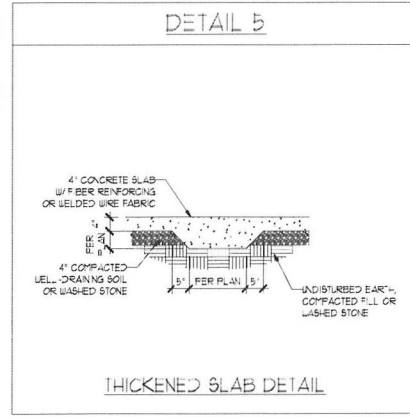 DETAIL 5
4" CONCRETE SLAB
W/ FIBER REINFORCING
OR WELDED WIRE FABRIC
4"
PER
PLAN
4" COMPACTED
WELL-DRAINING SOIL
OR WASHED STONE
5" PER PLAN 5"
UNDISTURBED EARTH,
COMPACTED FILL OR
WASHED STONE
THICKENED SLAB DETAIL